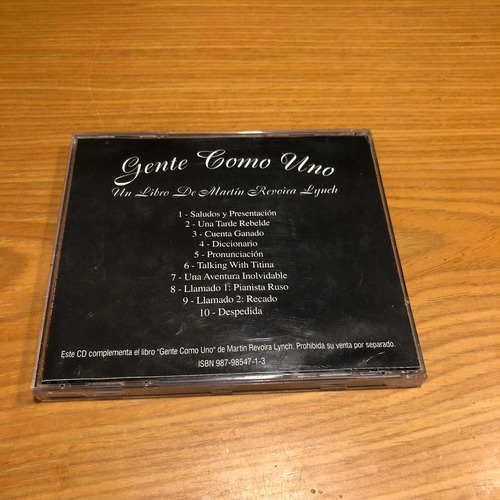 Gente Como Uno
Un Libro De Martín Revoira Lynch
1 - Saludos y Presentación
2 - Una Tarde Rebelde
3 - Cuenta Ganado
4 - Diccionario
5 - Pronunciación
6 - Talking With Titina
7 - Una Aventura Inolvidable
8 - Llamado 1: Pianista Ruso
9 - Llamado 2: Recado
10 - Despedida
Este CD complementa el libro "Gente Como Uno" de Martín Revoira Lynch. Prohibida su venta por separado.
ISBN 987-98547-1-3